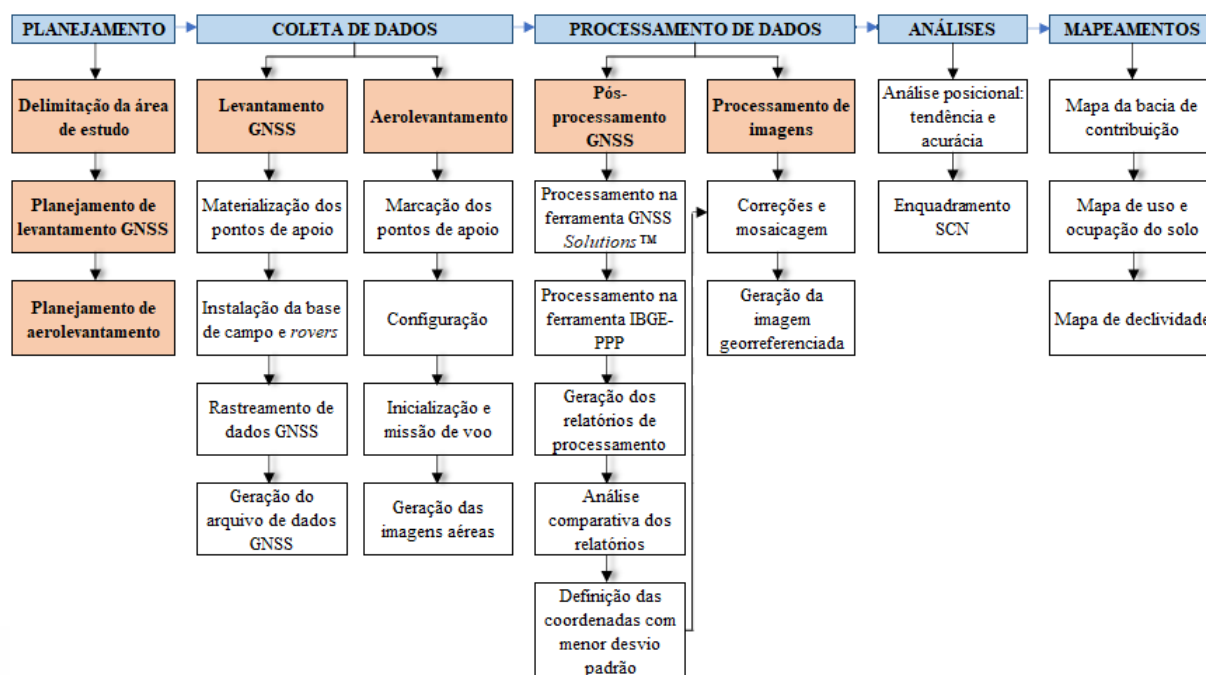 PLANEJAMENTO
COLETA DE DADOS
PROCESSAMENTO DE DADOS
ANÁLISES
MAPEAMENTOS
Delimitação da área
de estudo
Planejamento de
levantamento GNSS
Planejamento de
aerolevantamento
Levantamento
GNSS
Materialização dos
pontos de apoio
Instalação da base
de campo e rovers
Rastreamento de
dados GNSS
Geração do
arquivo de dados
GNSS
Aerolevantamento
Marcação dos
pontos de apoio
Configuração
Inicialização e
missão de voo
Geração das
imagens aéreas
Pós-
processamento
GNSS
Processamento na
ferramenta GNSS
Solutions™
Processamento na
ferramenta IBGE-
PPP
Geração dos
relatórios de
processamento
Análise
comparativa dos
relatórios
Definição das
coordenadas com
menor desvio
padrão
Processamento de
imagens
Correções e
mosaicagem
Geração da
imagem
georreferenciada
Análise posicional:
tendência e
acurácia
Enquadramento
SCN
Mapa da bacia de
contribuição
Mapa de uso e
ocupação do solo
Mapa de declividade